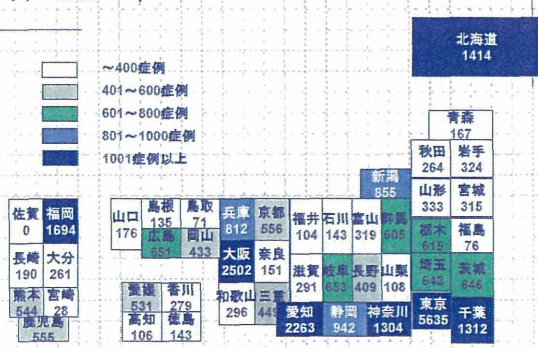 北海道
1414
～400症例
401～600症例
601～800症例
801～1000症例
1001症例以上
青森
167
秋田 岩手
264 324
新潟
855
山形 宮城
333 315
佐賀 福岡
0 1694
山口
176
島根 鳥取
135 71
兵庫 京都
812 556
福井 石川 富山 群馬
104 143 319 605
栃木 福島
615 76
広島 岡山
651 433
長崎 大分
190 261
大阪 奈良
2502 151
滋賀 岐阜 長野 山梨
291 653 409 108
埼玉 茨城
643 646
熊本 宮崎
544 28
愛媛 香川
531 279
和歌山 三重
296 449
愛知 静岡 神奈川
2263 942 1304
東京 千葉
5635 1312
鹿児島
555
高知 徳島
106 143